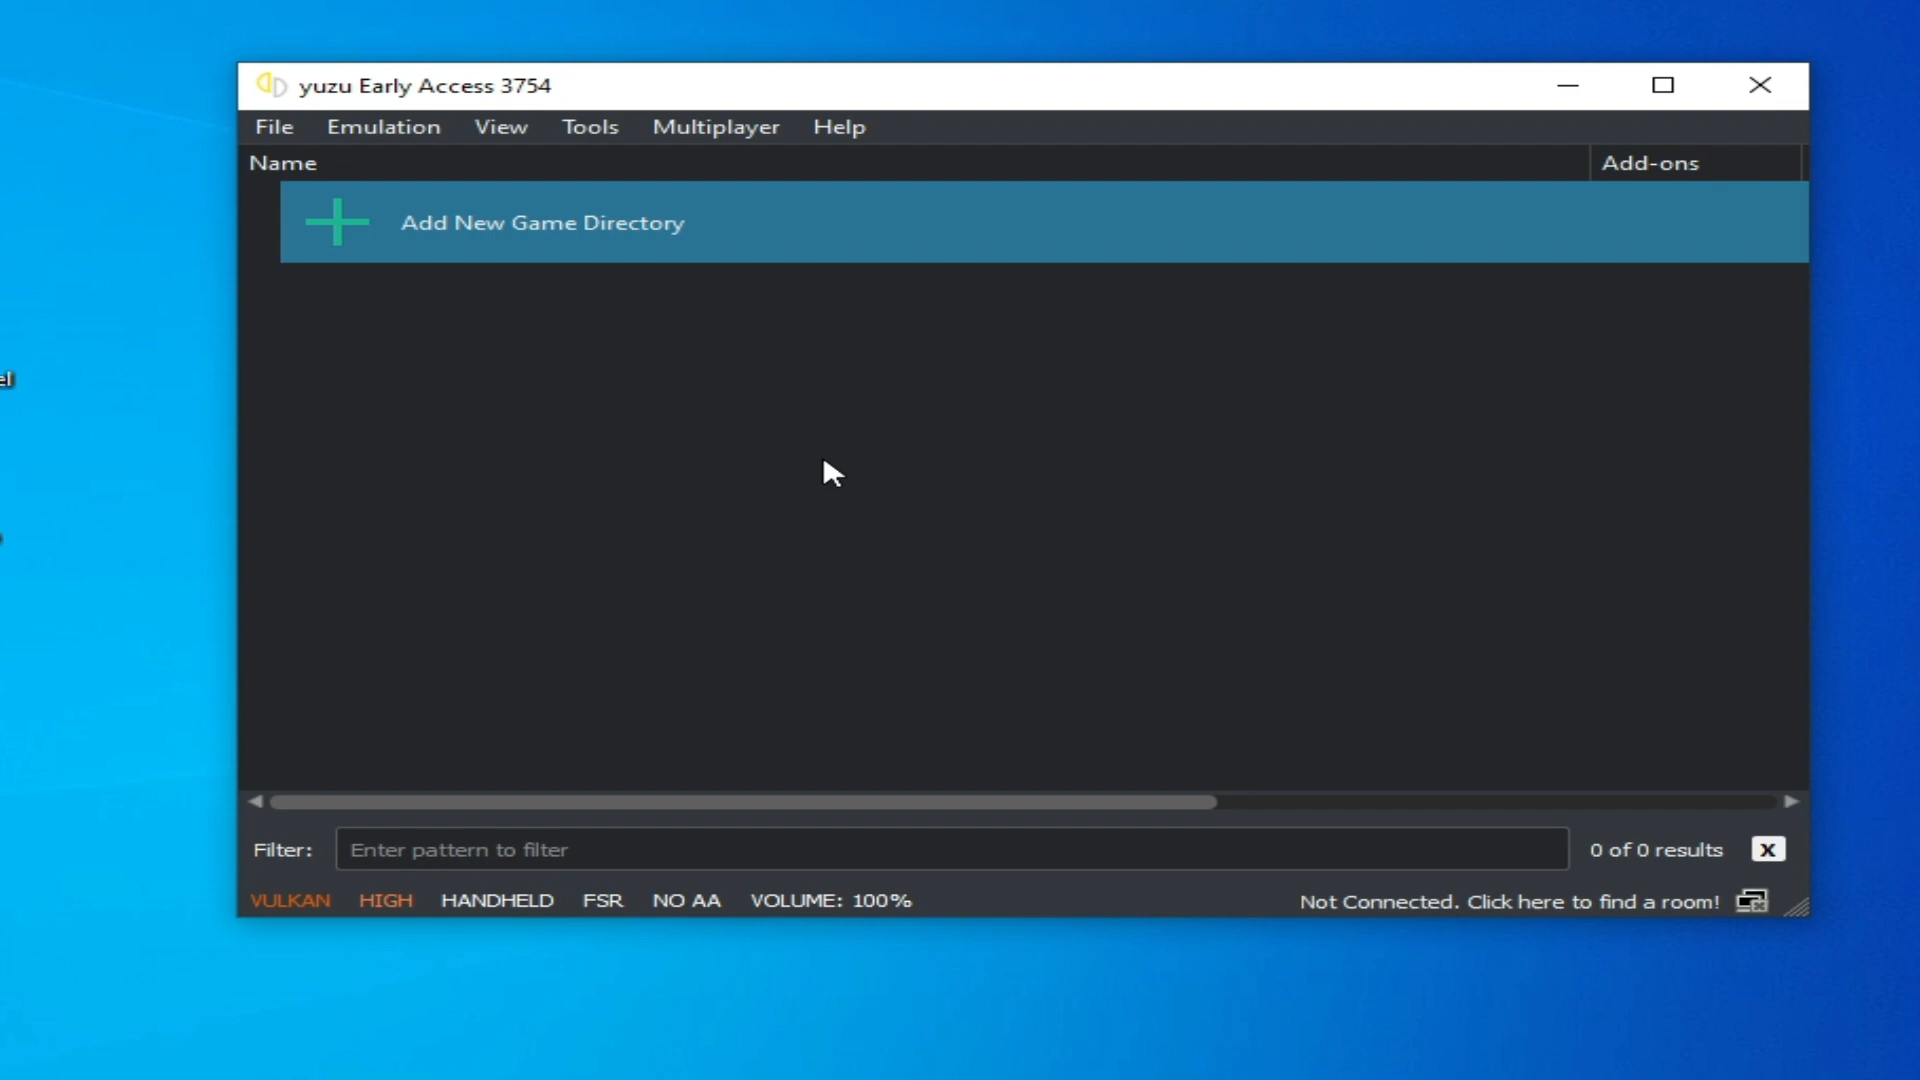 yuzu Early Access 3754
File Emulation View Tools Multiplayer Help
Name Add-ons
Add New Game Directory
el
Filter: Enter pattern to filter 0 of 0 results X
VULKAN HIGH HANDHELD FSR NO AA VOLUME: 100% Not Connected. Click here to find a room!